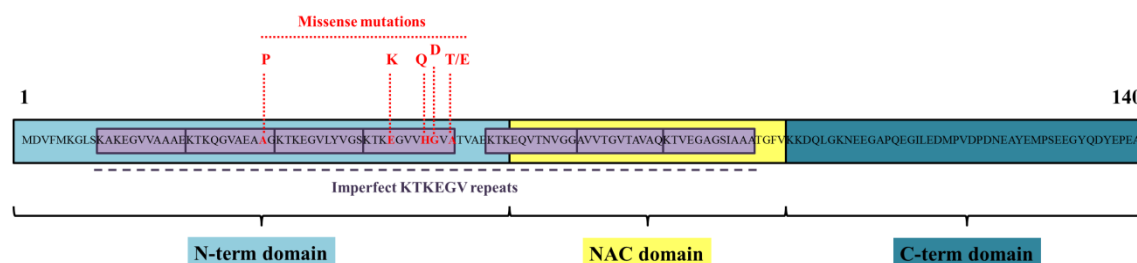 Missense mutations
P K Q D T/E
1 140
MDVFMKGLSKAKEGVVAAAEKTKQGVAEAAGKTKEGVLYVGSKTKEGVVHGVATVAEKTKEQVTNVGGAVVTGVTAVAQKTVEGAGSIAAATGFVKKDQLGKNEEGAPQEGILEDMPVDPDNEAYEMPSEEGYQDYEPEA
Imperfect KTKEGV repeats
N-term domain NAC domain C-term domain